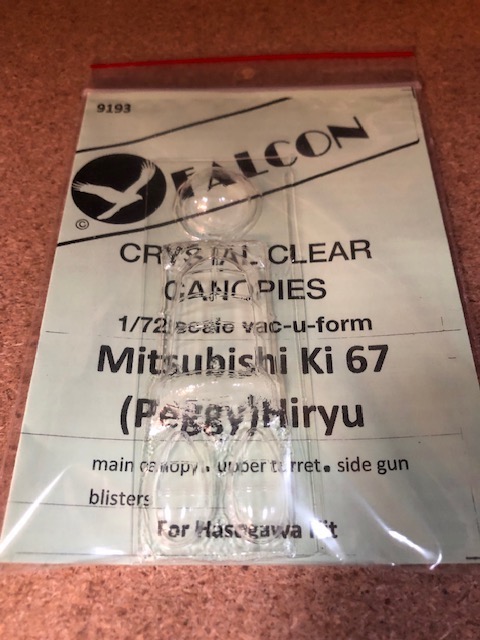 9193
FALCON
©
CRYSTAL CLEAR
CANOPIES
1/72 scale vac-u-form
Mitsubishi Ki 67
(Peggy)Hiryu
main canopy. upper turret. side gun
blisters
For Hasegawa Kit